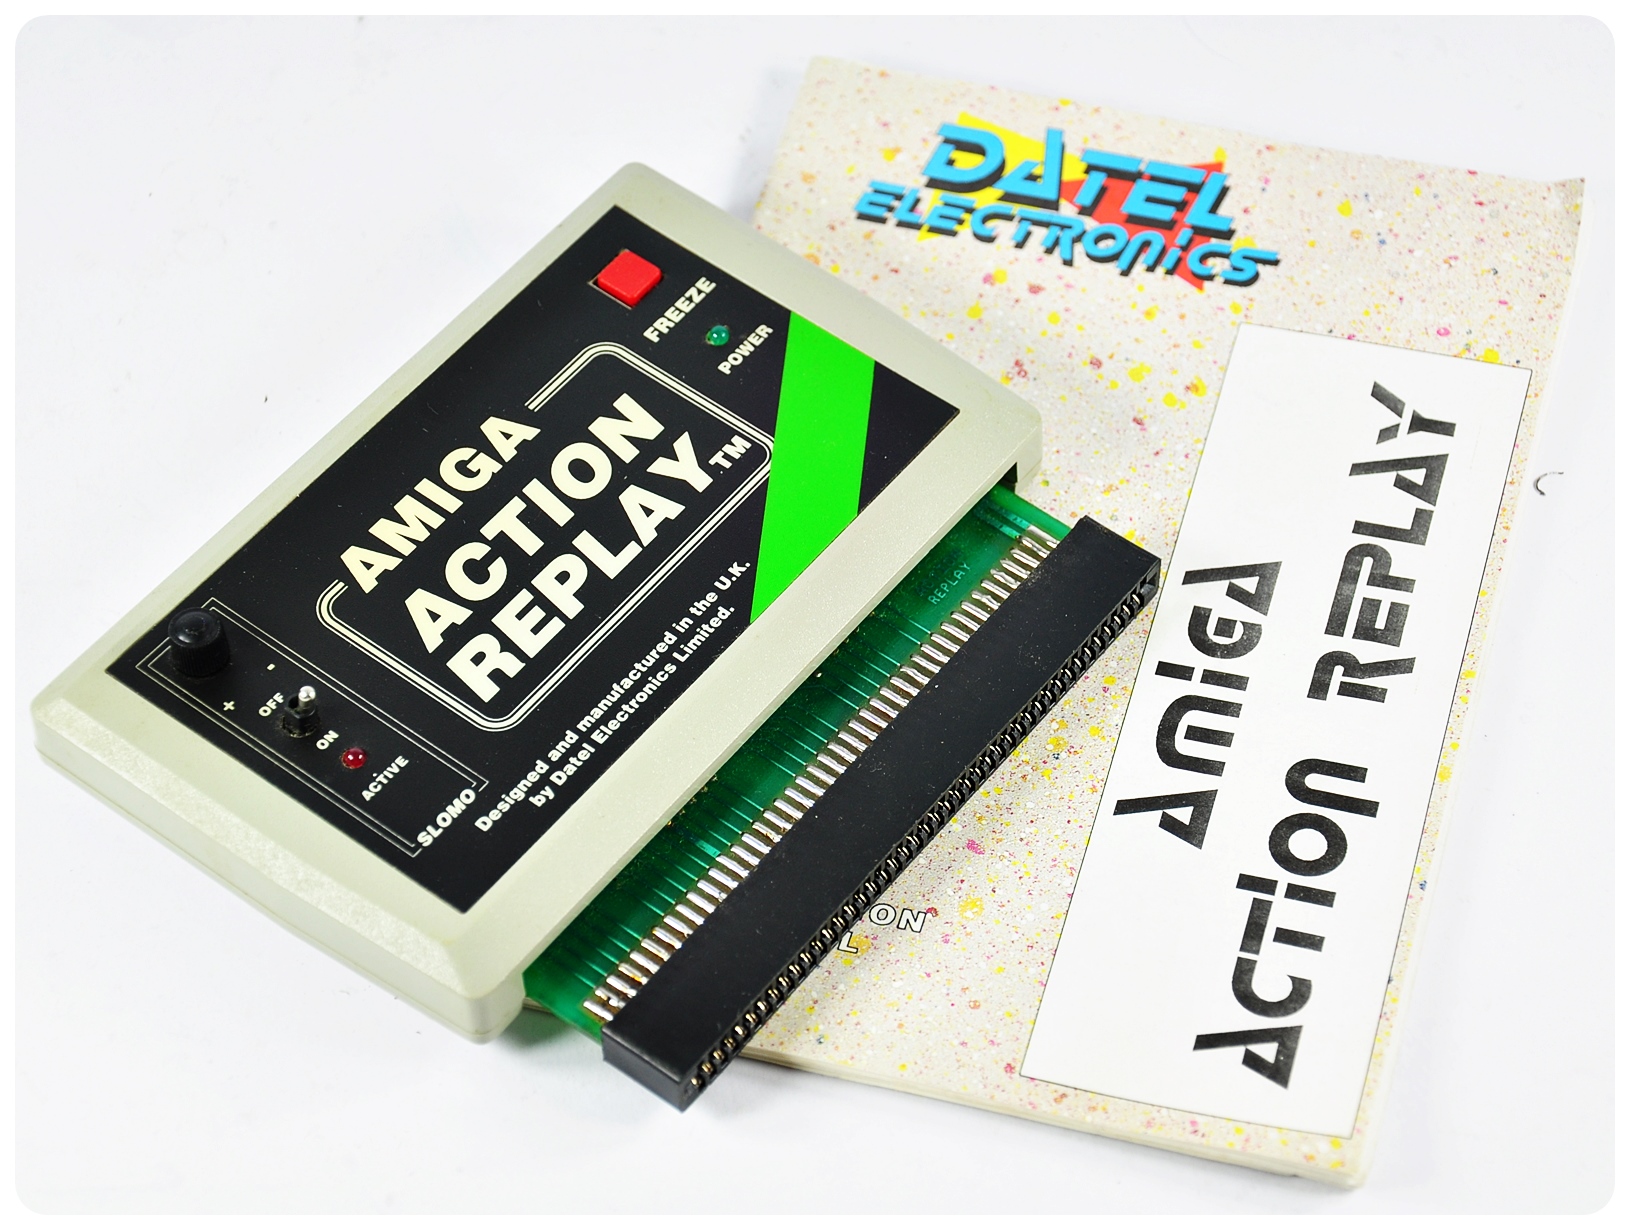 FREEZE
POWER
AMIGA
ACTION
REPLAY TM
Designed and manufactured in the U.K.
by Datel Electronics Limited.
- +
OFF
ON
ACTIVE
SLOMO
REPLAY
DATEL
ELECTRONICS
AMIGA
ACTION REPLAY